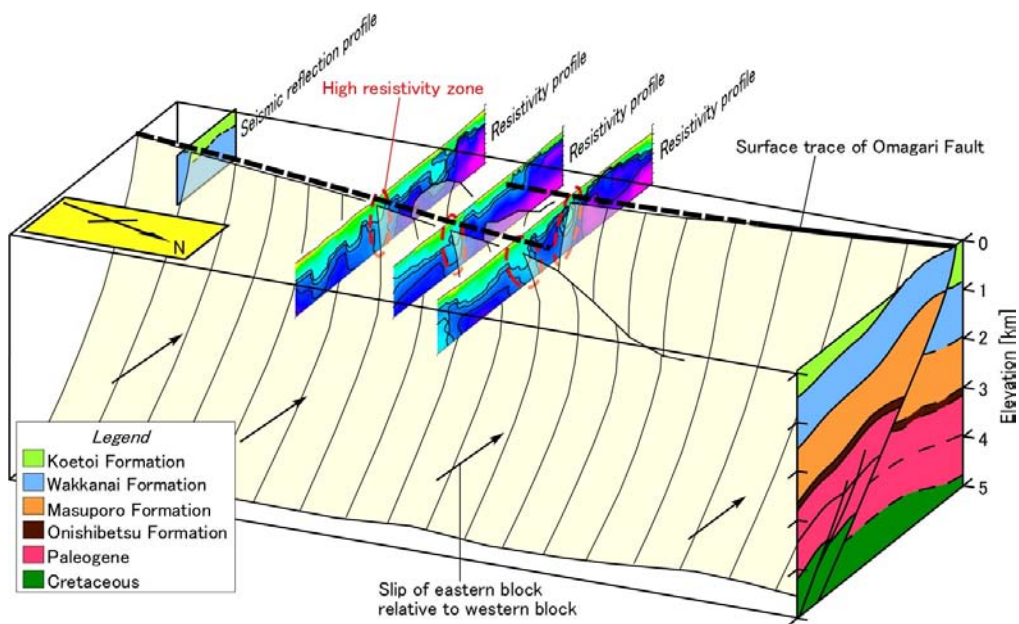 Seismic reflection profile
High resistivity zone
Resistivity profile
Resistivity profile
Resistivity profile
Surface trace of Omagari Fault
N
0
1
2
3
4
5
Elevation [km]
Legend
Koetoi Formation
Wakkanai Formation
Masuporo Formation
Onishibetsu Formation
Paleogene
Cretaceous
Slip of eastern block
relative to western block